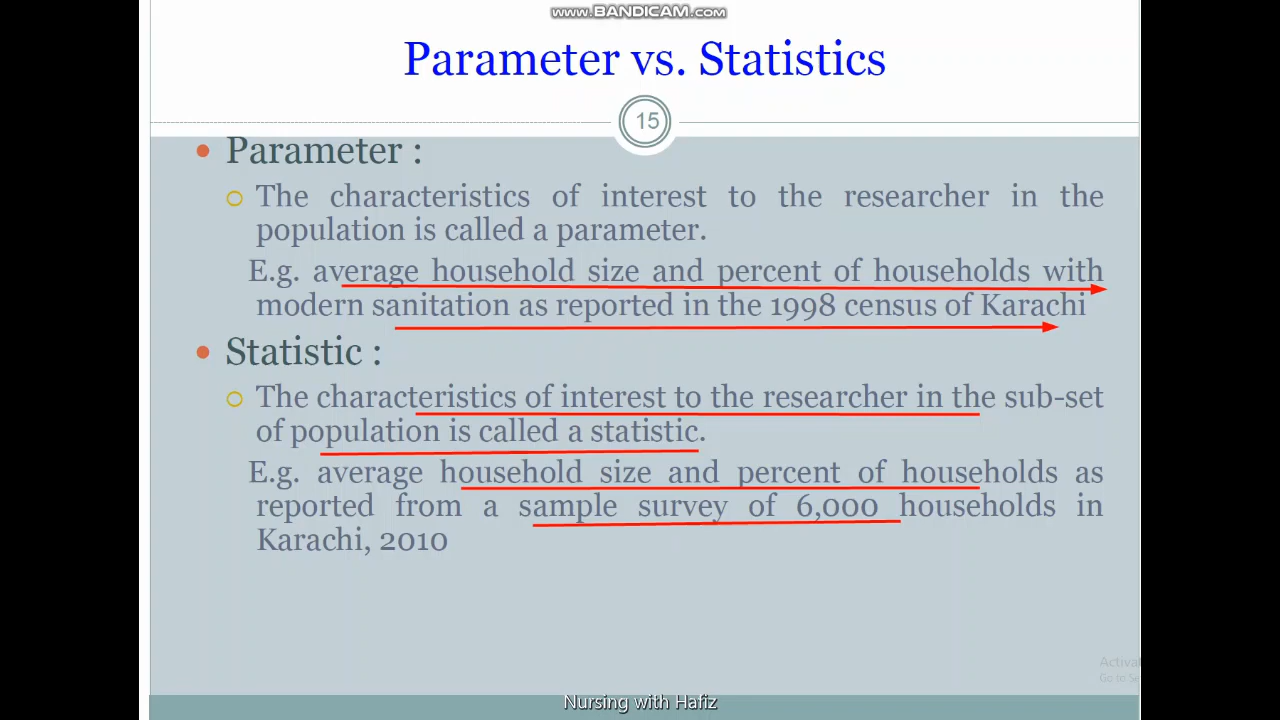 www.BANDICAM.com
Parameter vs. Statistics
15
Parameter :
The characteristics of interest to the researcher in the
population is called a parameter.
E.g. average household size and percent of households with
modern sanitation as reported in the 1998 census of Karachi
Statistic :
The characteristics of interest to the researcher in the sub-set
of population is called a statistic.
E.g. average household size and percent of households as
reported from a sample survey of 6,000 households in
Karachi, 2010
Go to
Nursing with Hafiz